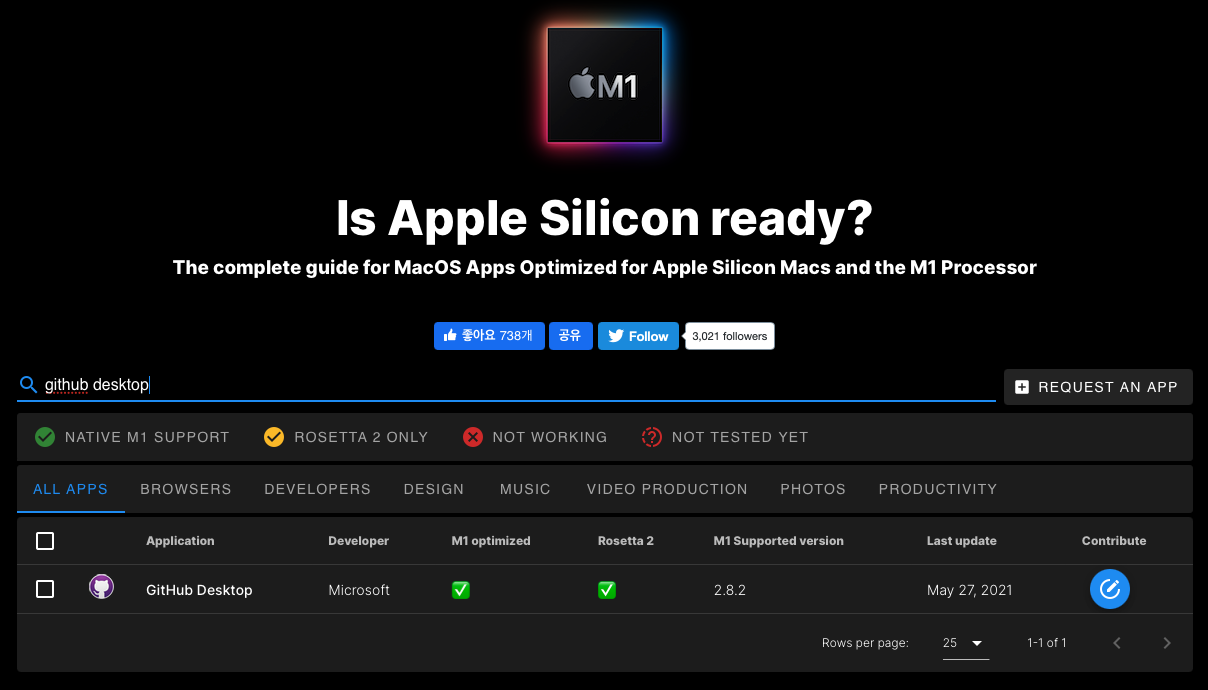 M1
Is Apple Silicon ready?
The complete guide for MacOS Apps Optimized for Apple Silicon Macs and the M1 Processor
좋아요 738개 공유 Follow 3,021 followers
github desktop REQUEST AN APP
NATIVE M1 SUPPORT ROSETTA 2 ONLY NOT WORKING NOT TESTED YET
ALL APPS BROWSERS DEVELOPERS DESIGN MUSIC VIDEO PRODUCTION PHOTOS PRODUCTIVITY
Application Developer M1 optimized Rosetta 2 M1 Supported version Last update Contribute
GitHub Desktop Microsoft ✅ ✅ 2.8.2 May 27, 2021
Rows per page: 25 1-1 of 1